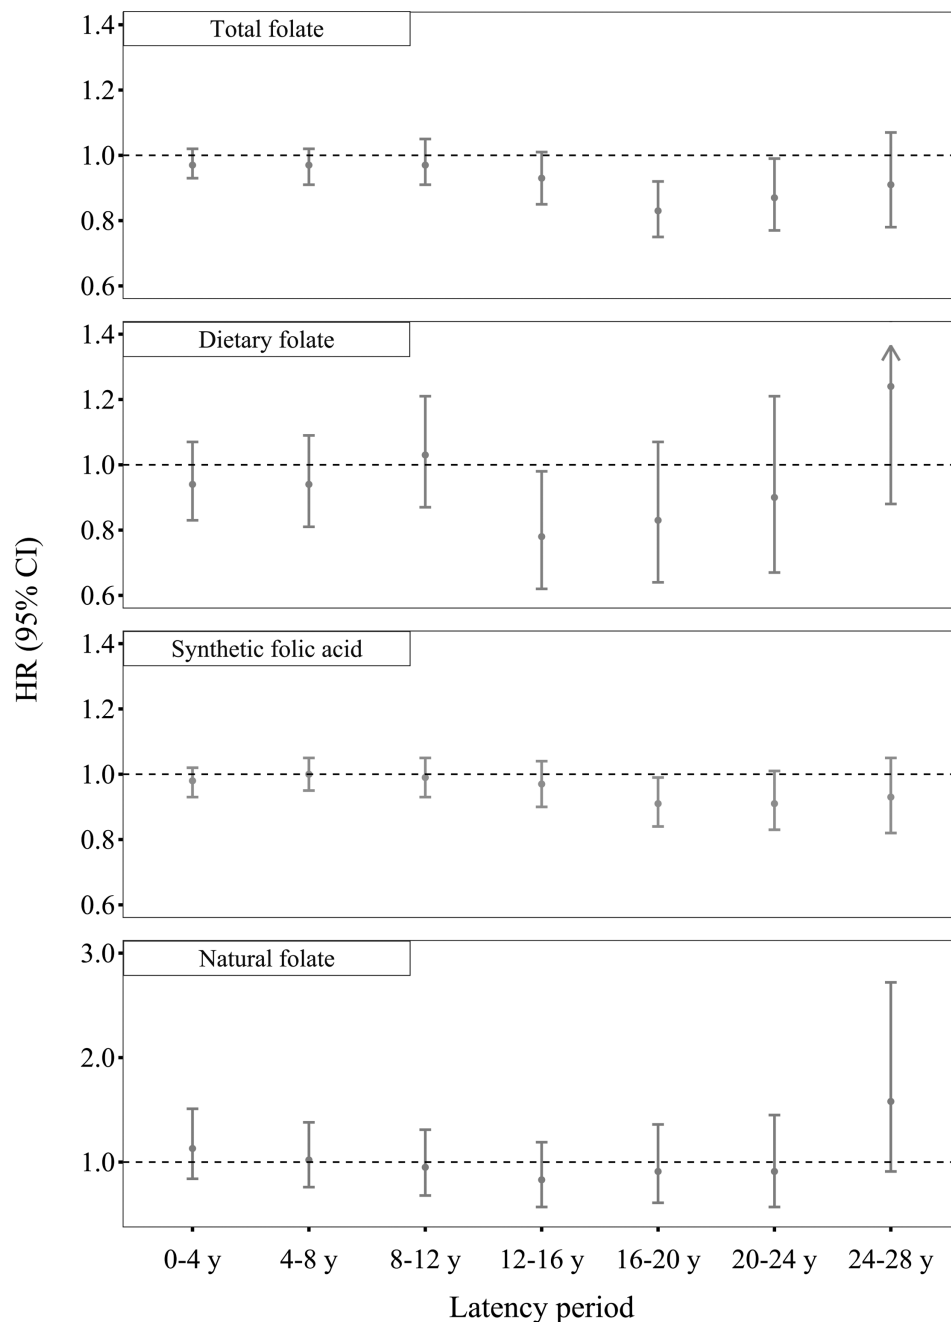 Total folate
1.4
1.2
1.0
0.8
0.6
Dietary folate
1.4
1.2
1.0
0.8
0.6
HR (95% CI)
Synthetic folic acid
1.4
1.2
1.0
0.8
0.6
Natural folate
3.0
2.0
1.0
0-4 y 4-8 y 8-12 y 12-16 y 16-20 y 20-24 y 24-28 y
Latency period